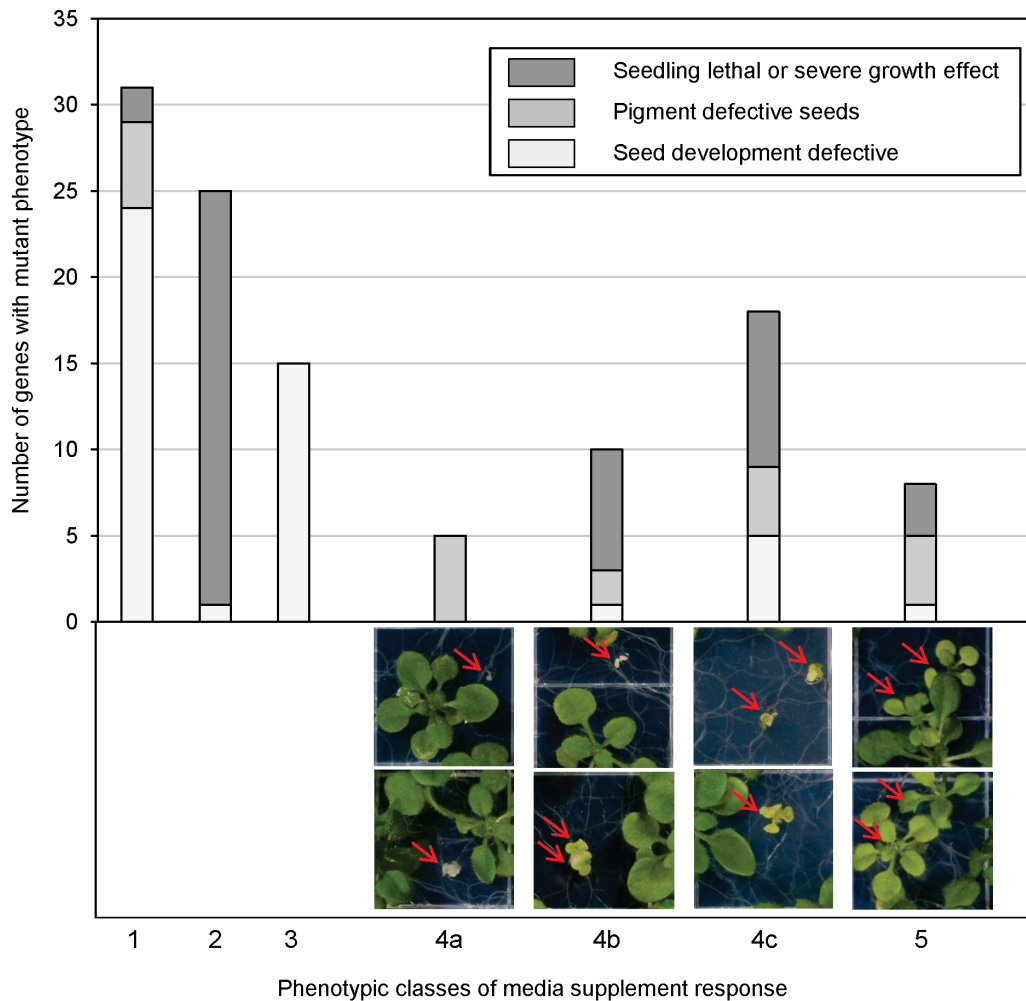 35
30
25
20
15
10
5
0
Number of genes with mutant phenotype
Seedling lethal or severe growth effect
Pigment defective seeds
Seed development defective
1 2 3 4a 4b 4c 5
Phenotypic classes of media supplement response